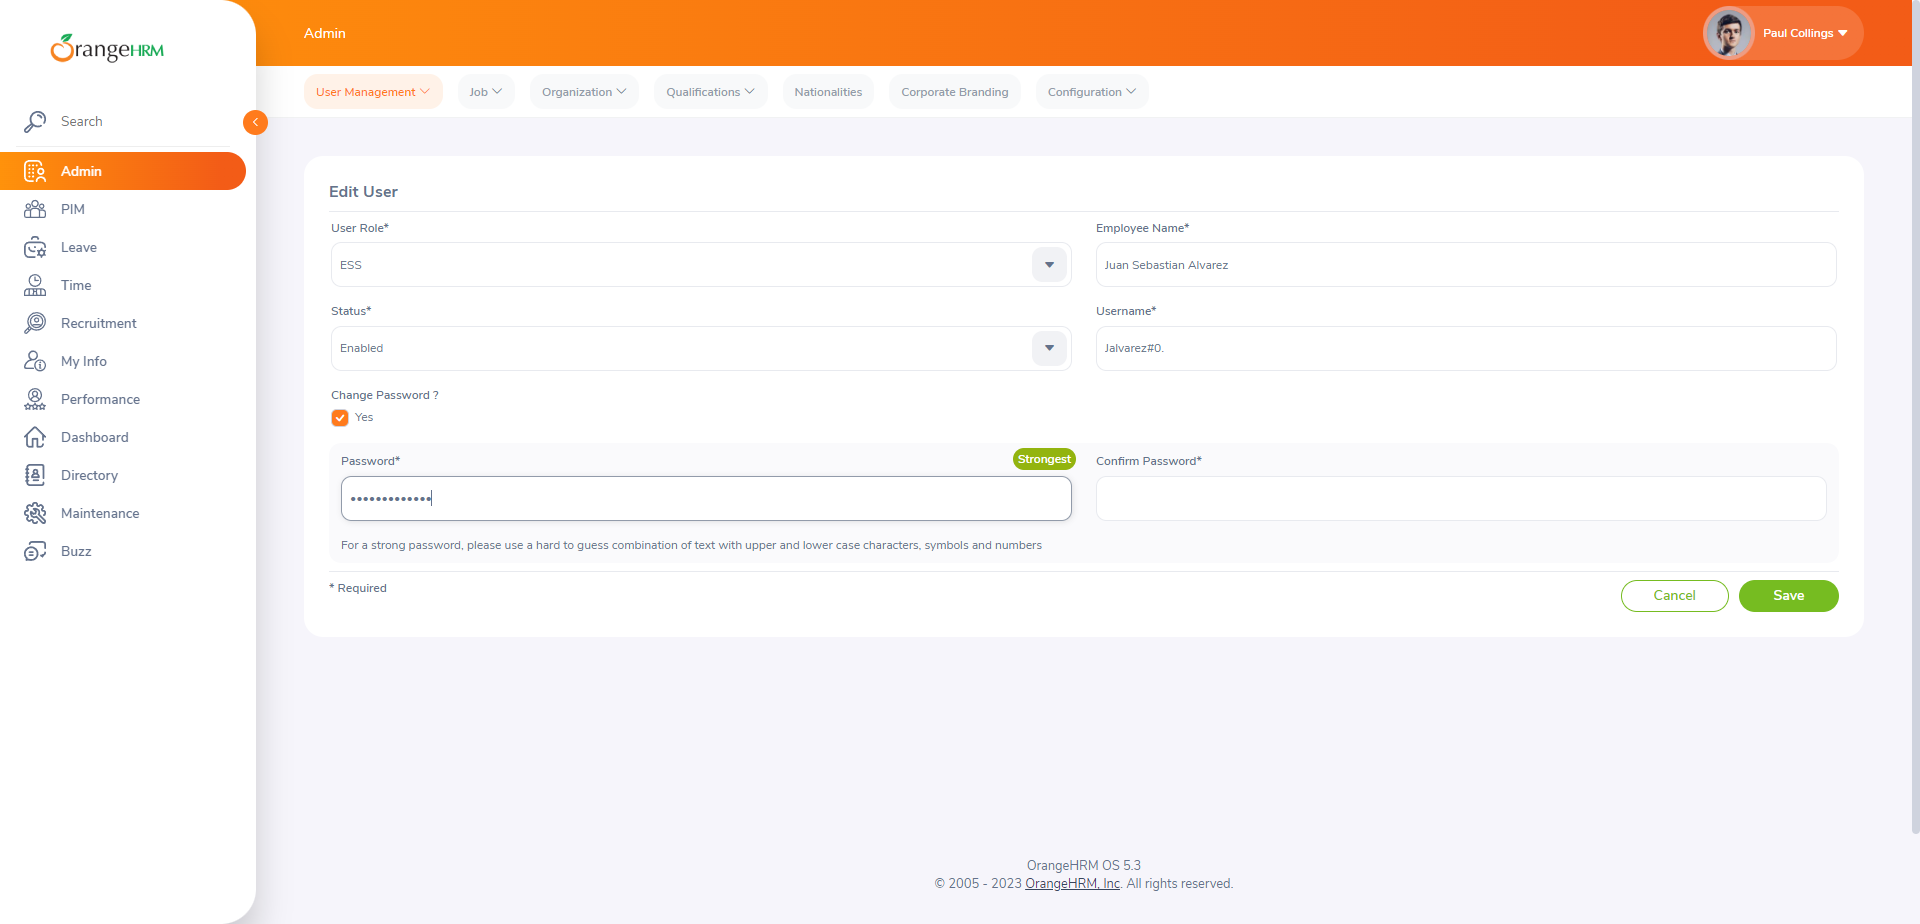 OrangeHRM
Search
Admin
PIM
Leave
Time
Recruitment
My Info
Performance
Dashboard
Directory
Maintenance
Buzz
Admin
Paul Collings
User Management
Job
Organization
Qualifications
Nationalities
Corporate Branding
Configuration
Edit User
User Role*
ESS
Employee Name*
Juan Sebastian Alvarez
Status*
Enabled
Username*
Jalvarez#0.
Change Password ?
Yes
Password*
Strongest
Confirm Password*
•••••••••••••
For a strong password, please use a hard to guess combination of text with upper and lower case characters, symbols and numbers
* Required
Cancel
Save
OrangeHRM OS 5.3
© 2005 - 2023 OrangeHRM, Inc. All rights reserved.